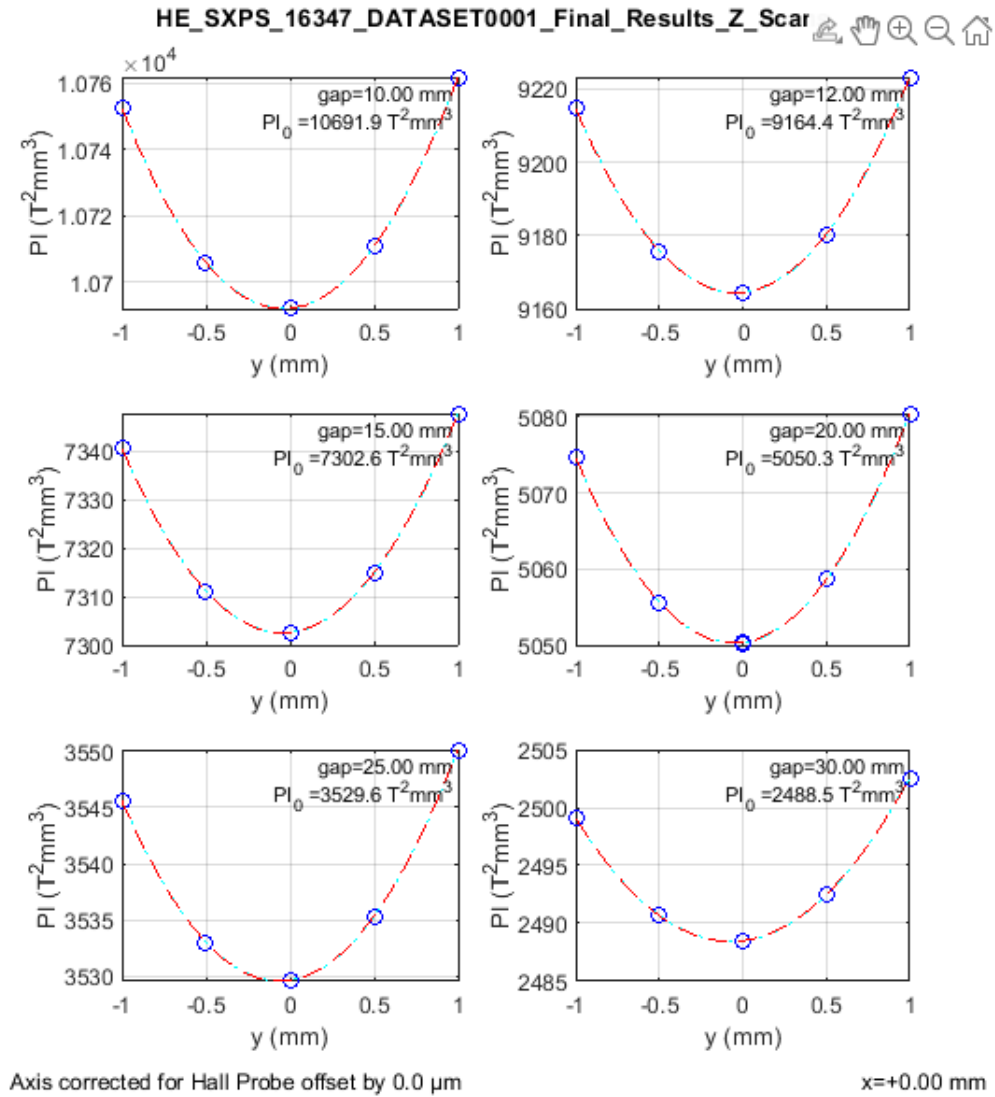 HE_SXPS_16347_DATASET0001_Final_Results_Z_Scar
×10⁴
1.076
1.074
1.072
1.07
PI (T²mm³)
gap=10.00 mm
PI₀ =10691.9 T²mm³
-1 -0.5 0 0.5 1
y (mm)
9220
9200
9180
9160
PI (T²mm³)
gap=12.00 mm
PI₀ =9164.4 T²mm³
-1 -0.5 0 0.5 1
y (mm)
7340
7330
7320
7310
7300
PI (T²mm³)
gap=15.00 mm
PI₀ =7302.6 T²mm³
-1 -0.5 0 0.5 1
y (mm)
5080
5070
5060
5050
PI (T²mm³)
gap=20.00 mm
PI₀ =5050.3 T²mm³
-1 -0.5 0 0.5 1
y (mm)
3550
3545
3540
3535
3530
PI (T²mm³)
gap=25.00 mm
PI₀ =3529.6 T²mm³
-1 -0.5 0 0.5 1
y (mm)
2505
2500
2495
2490
2485
PI (T²mm³)
gap=30.00 mm
PI₀ =2488.5 T²mm³
-1 -0.5 0 0.5 1
y (mm)
Axis corrected for Hall Probe offset by 0.0 μm
x=+0.00 mm